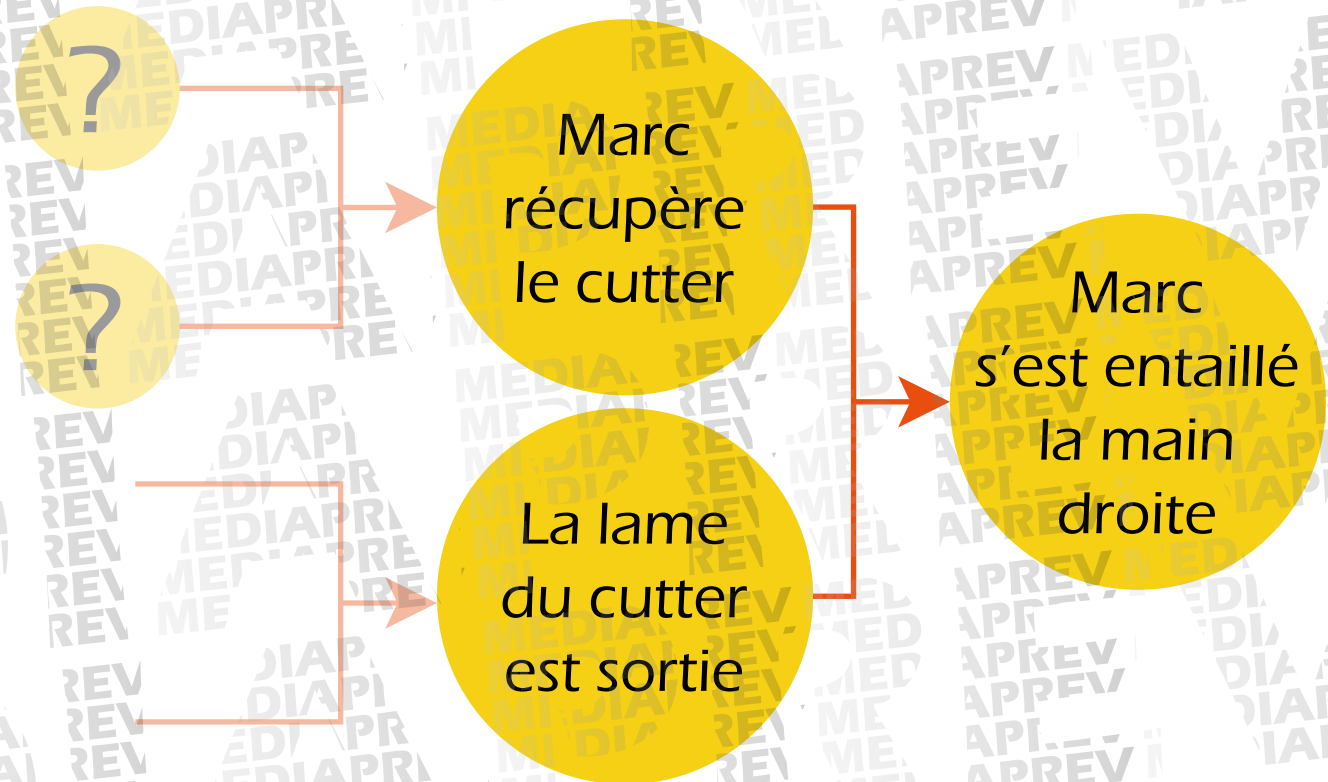 ?
?
Marc
récupère
le cutter
La lame
du cutter
est sortie
Marc
s'est entaillé
la main
droite